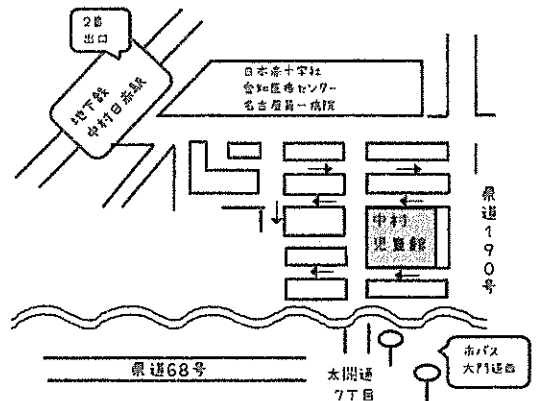 2番
出口
地下鉄
中村日赤駅
日本赤十字社
愛知医療センター
名古屋第一病院
中村
児童館
県道190号
県道68号
太閤通
7丁目
市バス
大門通西